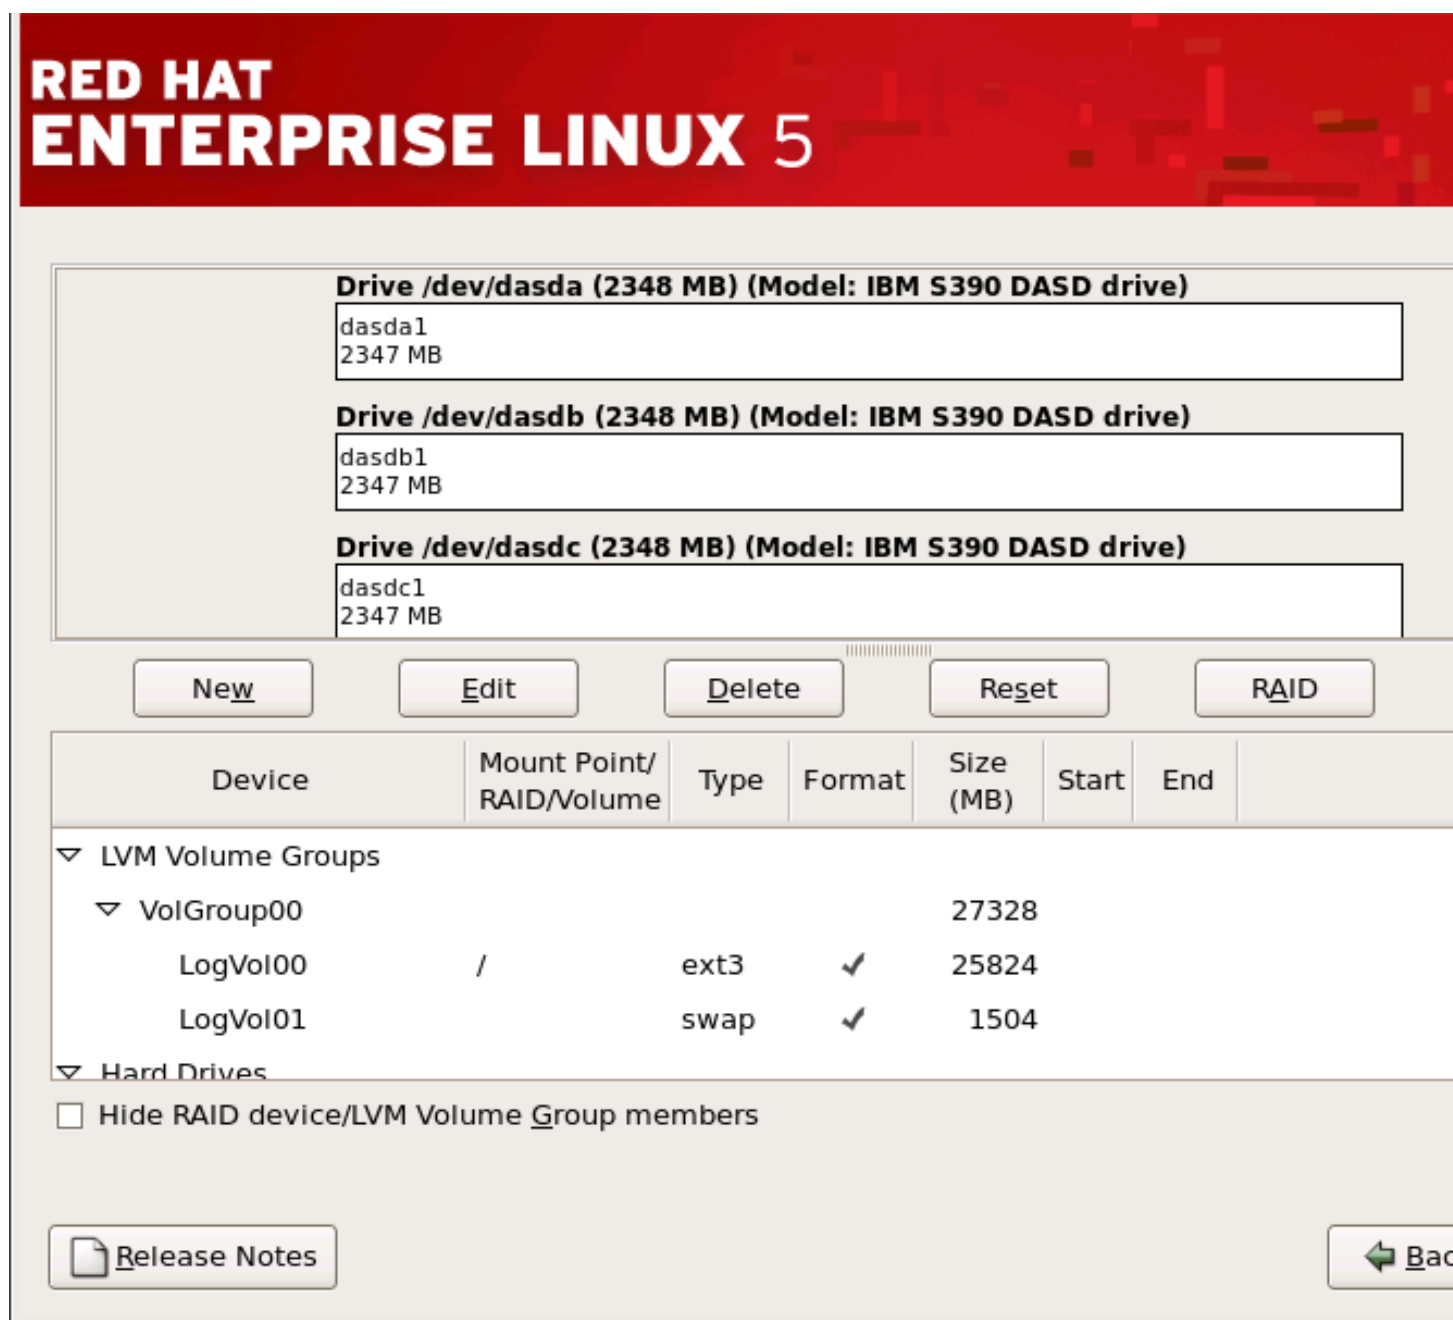 RED HAT
ENTERPRISE LINUX 5
Drive /dev/dasda (2348 MB) (Model: IBM S390 DASD drive)
dasda1
2347 MB
Drive /dev/dasdb (2348 MB) (Model: IBM S390 DASD drive)
dasdb1
2347 MB
Drive /dev/dasdc (2348 MB) (Model: IBM S390 DASD drive)
dasdc1
2347 MB
New Edit Delete Reset RAID
Device Mount Point/ RAID/Volume Type Format Size (MB) Start End
LVM Volume Groups
VolGroup00 27328
LogVol00 / ext3 25824
LogVol01 swap 1504
Hard Drives
Hide RAID device/LVM Volume Group members
Release Notes Bac